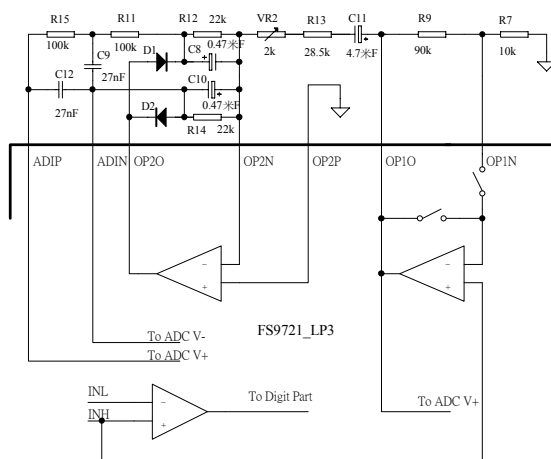 R15
R11
R12
22k
VR2
R13
C11
R9
R7
100k
C9
100k
D1
C8
0.47米F
2k
28.5k
4.7米F
90k
10k
C12
27nF
C10
27nF
D2
0.47米F
R14
22k
ADIP
ADIN
OP2O
OP2N
OP2P
OP1O
OP1N
FS9721_LP3
To ADC V-
To ADC V+
INL
INH
To Digit Part
To ADC V+